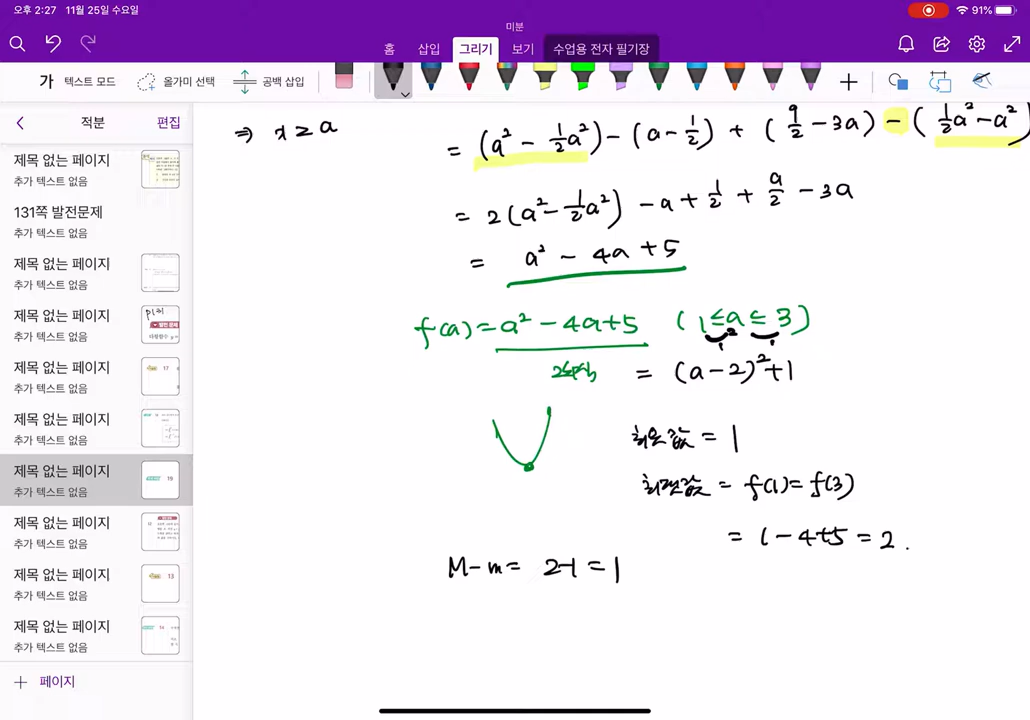 오후 2:27 11월 25일 수요일
91%
미분
홈 삽입 그리기 보기 수업용 전자 필기장
가 텍스트 모드 올가미 선택 공백 삽입
적분 편집
제목 없는 페이지
추가 텍스트 없음
131쪽 발전문제
제목 없는 페이지
추가 텍스트 없음
제목 없는 페이지
추가 텍스트 없음
제목 없는 페이지
추가 텍스트 없음
제목 없는 페이지
추가 텍스트 없음
제목 없는 페이지
추가 텍스트 없음
제목 없는 페이지
추가 텍스트 없음
제목 없는 페이지
추가 텍스트 없음
제목 없는 페이지
추가 텍스트 없음
페이지
⇒ x ≥ a
= (a² - 1/2a²) - (a - 1/2) + (9/2 - 3a) - (1/2a² - a²)
= 2(a² - 1/2a²) - a + 1/2 + 9/2 - 3a
= a² - 4a + 5
f(a) = a² - 4a + 5 (1 ≤ a ≤ 3)
= (a - 2)² + 1
최솟값 = 1
최댓값 = f(1) = f(3)
= 1 - 4 + 5 = 2.
M - m = 2 - 1 = 1